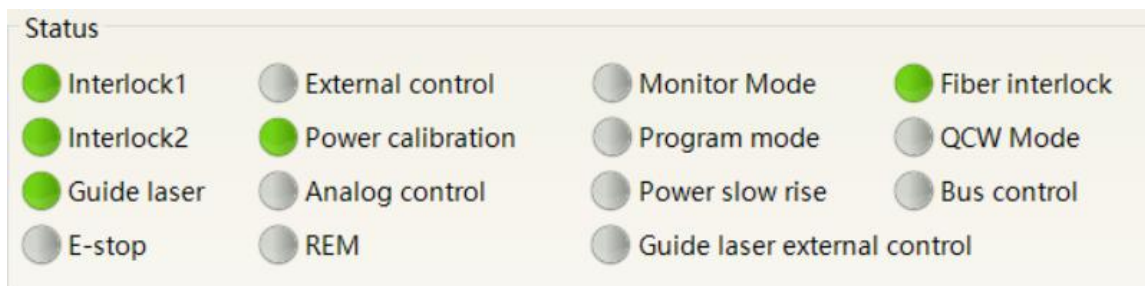 Status
Interlock1 External control Monitor Mode Fiber interlock
Interlock2 Power calibration Program mode QCW Mode
Guide laser Analog control Power slow rise Bus control
E-stop REM Guide laser external control